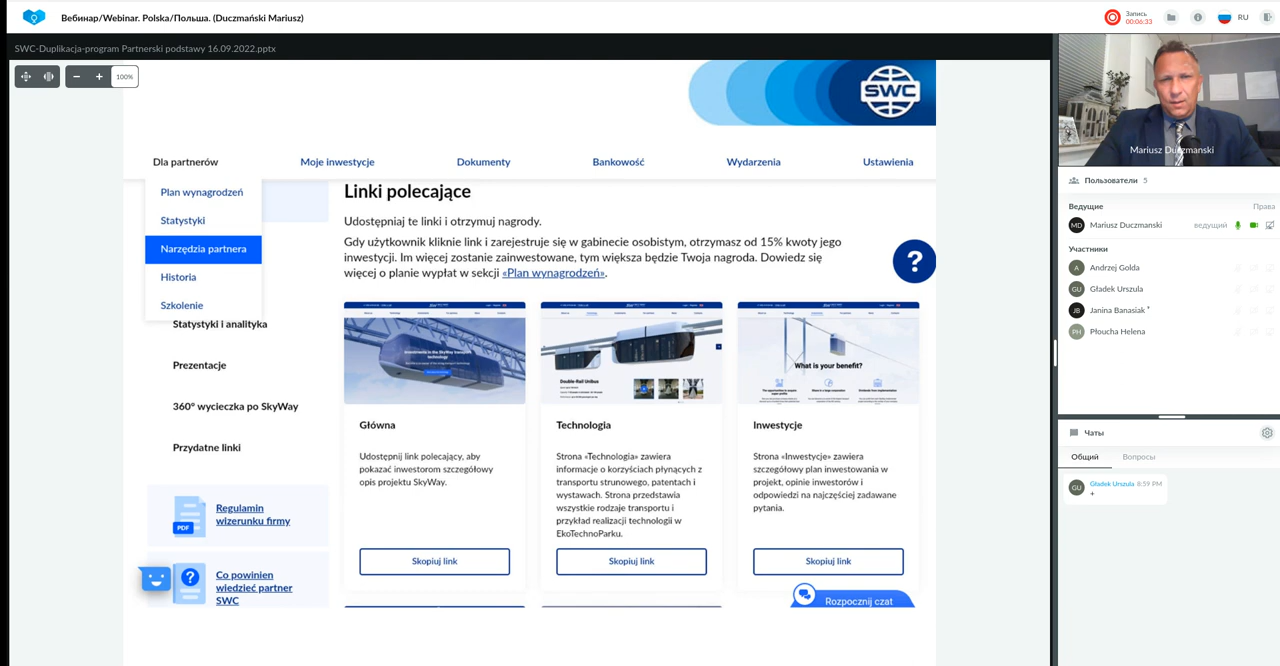 Вебинар/Webinar. Polska/Польша. (Duczmański Mariusz)
Запись
00:06:33
RU
SWC-Duplikacja-program Partnerski podstawy 16.09.2022.pptx
100%
SWC
Dla partnerów
Moje inwestycje
Dokumenty
Bankowość
Wydarzenia
Ustawienia
Plan wynagrodzeń
Statystyki
Narzędzia partnera
Historia
Szkolenie
Statystyki i analityka
Prezentacje
360° wycieczka po SkyWay
Przydatne linki
PDF
Regulamin
wizerunku firmy
?
Co powinien
wiedzieć partner
SWC
Linki polecające
Udostępniaj te linki i otrzymuj nagrody.
Gdy użytkownik kliknie link i zarejestruje się w gabinecie osobistym, otrzymasz od 15% kwoty jego
inwestycji. Im więcej zostanie zainwestowane, tym większa będzie Twoja nagroda. Dowiedz się
więcej o planie wypłat w sekcji «Plan wynagrodzeń».
?
Double-Rail Unibus
What is your benefit?
Główna
Udostępnij link polecający, aby
pokazać inwestorom szczegółowy
opis projektu SkyWay.
Skopiuj link
Technologia
Strona «Technologia» zawiera
informacje o korzyściach płynących z
transportu strunowego, patentach i
wystawach. Strona przedstawia
wszystkie rodzaje transportu i
przykład realizacji technologii w
EkoTechnoParku.
Skopiuj link
Inwestycje
Strona «Inwestycje» zawiera
szczegółowy plan inwestowania w
projekt, opinie inwestorów i
odpowiedzi na najczęściej zadawane
pytania.
Skopiuj link
Rozpocznij czat
Mariusz Duczmanski
Пользователи 5
Ведущие
Права
MD Mariusz Duczmanski ведущий
Участники
A Andrzej Golda
GU Gładek Urszula
JB Janina Banasiak *
PH Płoucha Helena
Чаты
Общий
Вопросы
GU Gładek Urszula 8:59 PM
+